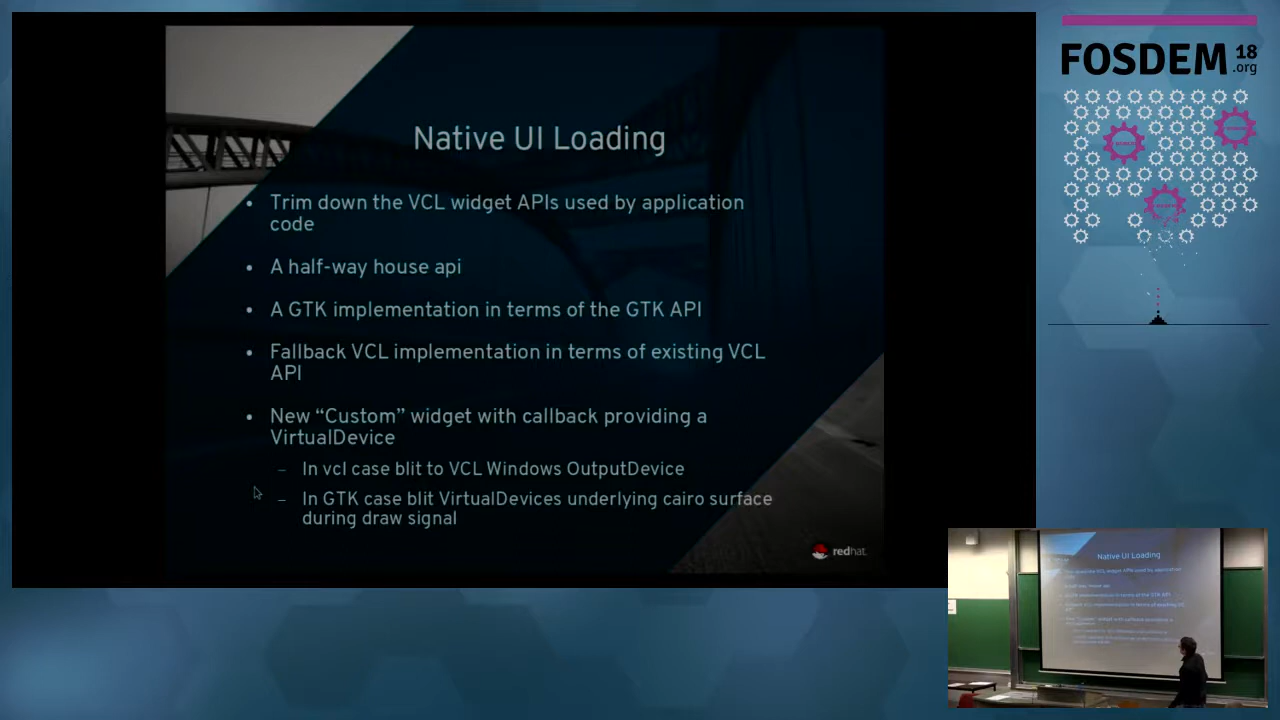 Native UI Loading
• Trim down the VCL widget APIs used by application
code
• A half-way house api
• A GTK implementation in terms of the GTK API
• Fallback VCL implementation in terms of existing VCL
API
• New “Custom” widget with callback providing a
VirtualDevice
– In vcl case blit to VCL Windows OutputDevice
– In GTK case blit VirtualDevices underlying cairo surface
during draw signal
redhat.
FOSDEM 18
.org
Native UI Loading